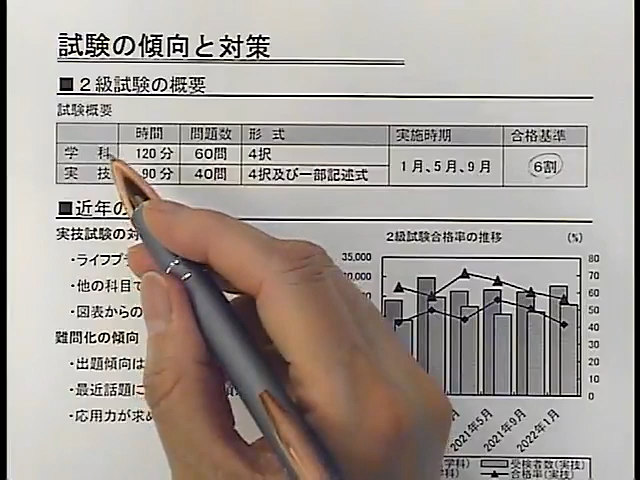 試験の傾向と対策
■２級試験の概要
試験概要
時間 問題数 形 式 実施時期 合格基準
学 科 120分 60問 4択 1月、5月、9月 6割
実 技 90分 40問 4択及び一部記述式
■近年の
実技試験の対
・ライフプ
・他の科目で
・図表からの
難問化の傾向
・出題傾向は
・最近話題に
・応用力が求め
2級試験合格率の推移 (%)
35,000 80
70
60
50
40
30
20
10
0
2021年5月 2021年9月 2022年1月
学科) 受検者数(実技)
科) 合格率(実技)